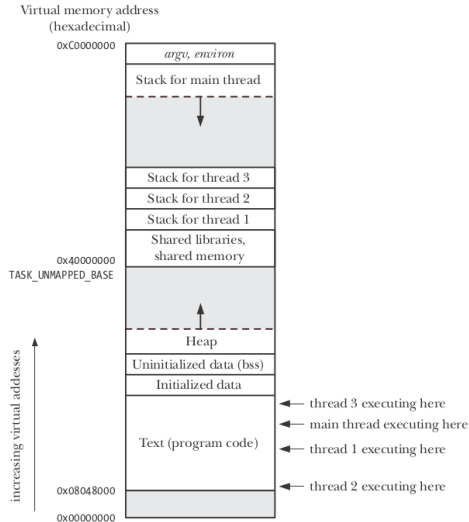 Virtual memory address
(hexadecimal)
0xC0000000
argv, environ
Stack for main thread
Stack for thread 3
Stack for thread 2
Stack for thread 1
Shared libraries,
shared memory
0x40000000
TASK_UNMAPPED_BASE
Heap
Uninitialized data (bss)
Initialized data
thread 3 executing here
main thread executing here
Text (program code)
thread 1 executing here
thread 2 executing here
0x08048000
0x00000000
increasing virtual addesses